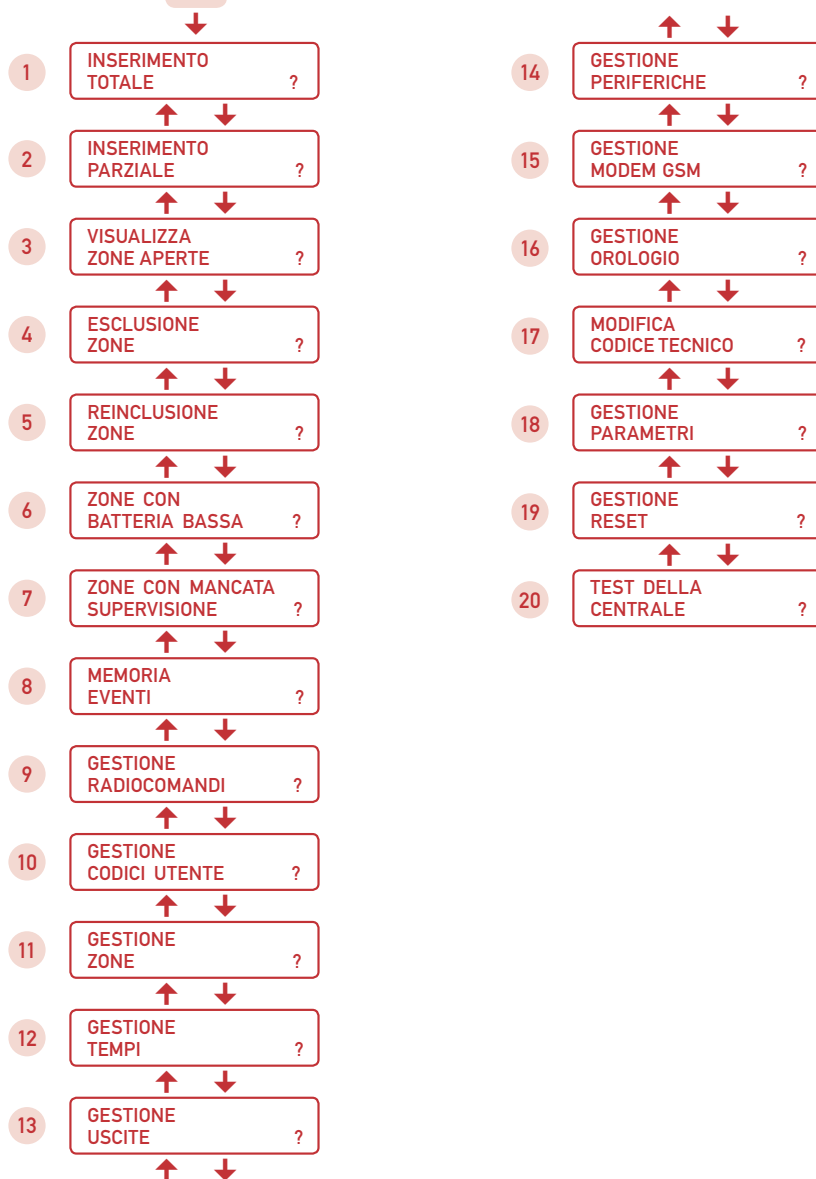 1
INSERIMENTO
TOTALE ?
2
INSERIMENTO
PARZIALE ?
3
VISUALIZZA
ZONE APERTE ?
4
ESCLUSIONE
ZONE ?
5
REINCLUSIONE
ZONE ?
6
ZONE CON
BATTERIA BASSA ?
7
ZONE CON MANCATA
SUPERVISIONE ?
8
MEMORIA
EVENTI ?
9
GESTIONE
RADIOCOMANDI ?
10
GESTIONE
CODICI UTENTE ?
11
GESTIONE
ZONE ?
12
GESTIONE
TEMPI ?
13
GESTIONE
USCITE ?
14
GESTIONE
PERIFERICHE ?
15
GESTIONE
MODEM GSM ?
16
GESTIONE
OROLOGIO ?
17
MODIFICA
CODICE TECNICO ?
18
GESTIONE
PARAMETRI ?
19
GESTIONE
RESET ?
20
TEST DELLA
CENTRALE ?